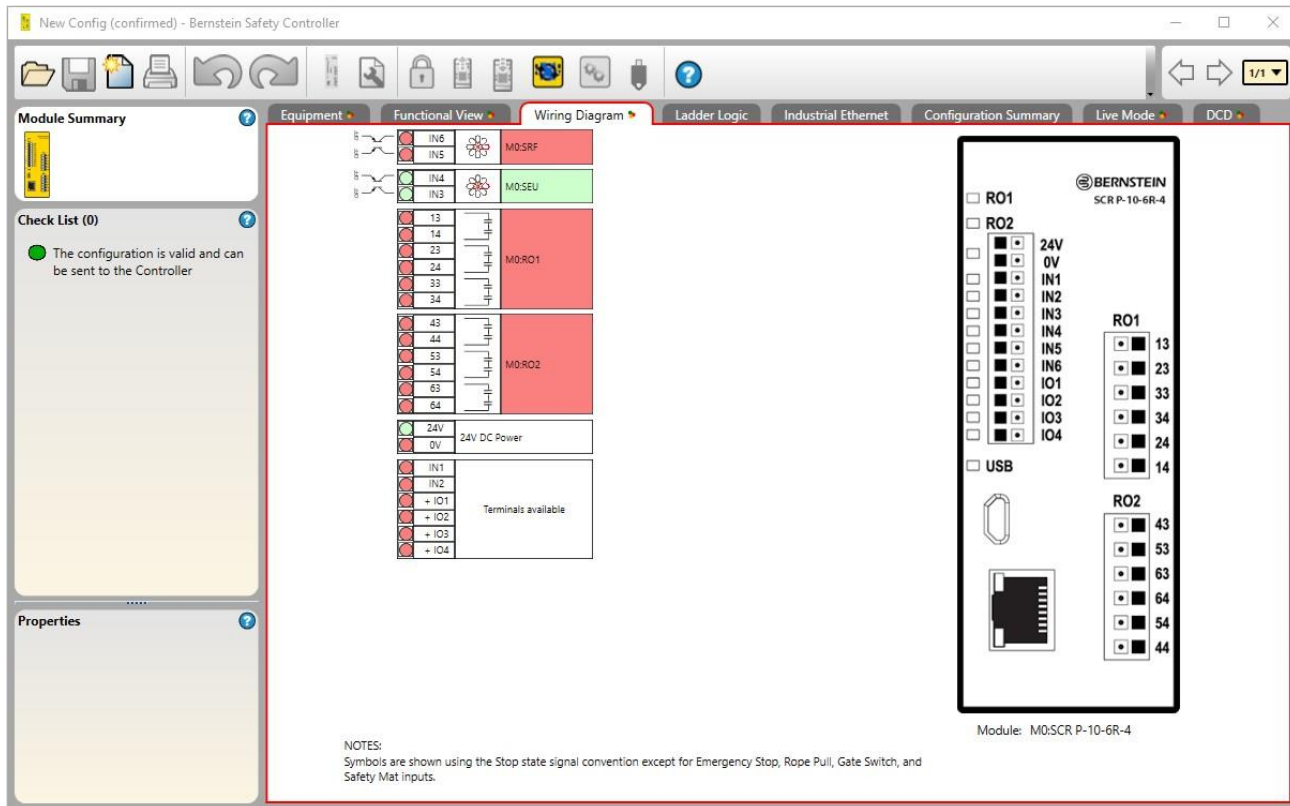 New Config (confirmed) - Bernstein Safety Controller
1/1
Module Summary
Equipment
Functional View
Wiring Diagram
Ladder Logic
Industrial Ethernet
Configuration Summary
Live Mode
DCD
Check List (0)
The configuration is valid and can
be sent to the Controller
Properties
IN6
IN5
M0:SRF
IN4
IN3
M0:SEU
13
14
23
24
33
34
M0:RO1
43
44
53
54
63
64
M0:RO2
24V
0V
24V DC Power
IN1
IN2
+ IO1
+ IO2
+ IO3
+ IO4
Terminals available
BERNSTEIN
SCR P-10-6R-4
RO1
RO2
24V
0V
IN1
IN2
IN3
IN4
IN5
IN6
IO1
IO2
IO3
IO4
USB
RO1
13
23
33
34
24
14
RO2
43
53
63
64
54
44
Module: M0:SCR P-10-6R-4
NOTES:
Symbols are shown using the Stop state signal convention except for Emergency Stop, Rope Pull, Gate Switch, and
Safety Mat inputs.